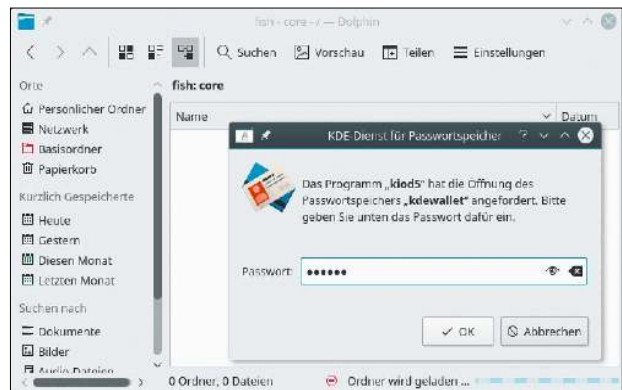 fish - core - / — Dolphin
Suchen Vorschau Teilen Einstellungen
Orte
Persönlicher Ordner
Netzwerk
Basisordner
Papierkorb
Kürzlich Gespeicherte
Heute
Gestern
Diesen Monat
Letzten Monat
Suchen nach
Dokumente
Bilder
Audio-Dateien
fish: core
Name Datum
KDE-Dienst für Passwortspeicher
Das Programm „kiod5“ hat die Öffnung des
Passwortspeichers „kdewallet“ angefordert. Bitte
geben Sie unten das Passwort dafür ein.
Passwort:
OK Abbrechen
0 Ordner, 0 Dateien Ordner wird geladen ...